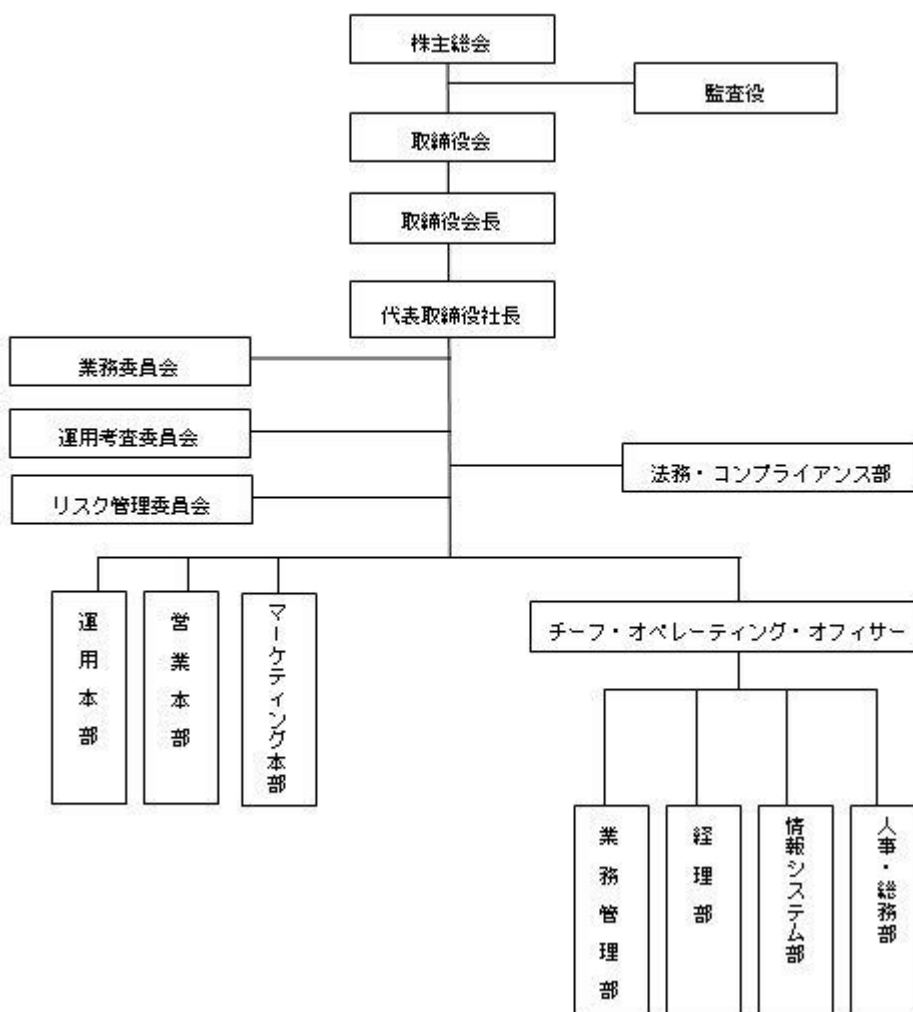 株主総会
監査役
取締役会
取締役会長
代表取締役社長
業務委員会
運用考査委員会
法務・コンプライアンス部
リスク管理委員会
運用本部
営業本部
マーケティング本部
チーフ・オペレーティング・オフィサー
業務管理部
経理部
情報システム部
人事・総務部